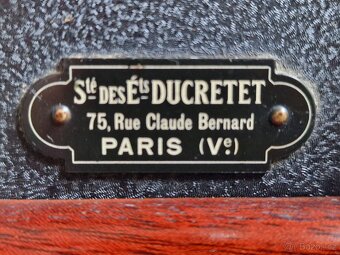 Sté DES Éts DUCRETET
75, Rue Claude Bernard
PARIS (Ve.)